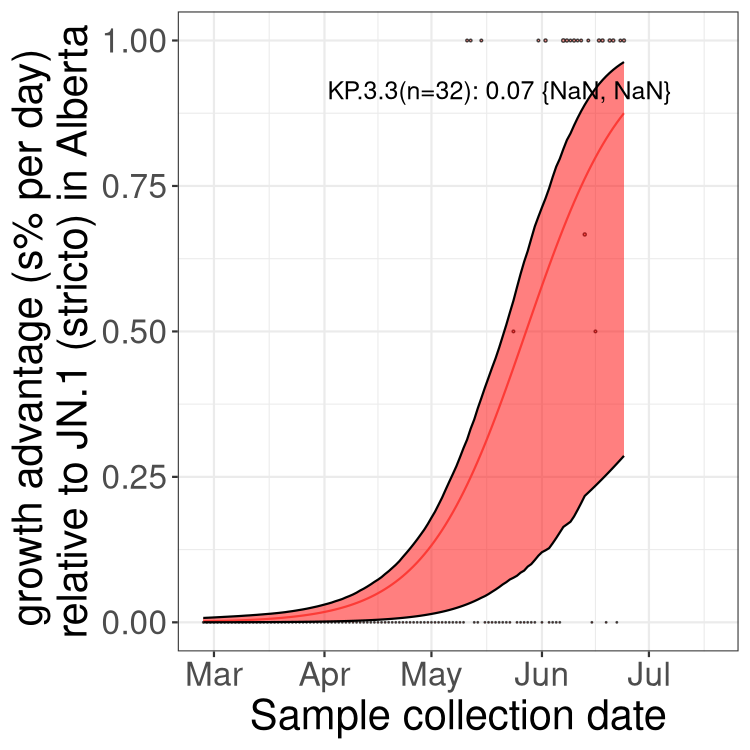 growth advantage (s% per day)
relative to JN.1 (stricto) in Alberta
1.00
0.75
0.50
0.25
0.00
KP.3.3(n=32): 0.07 {NaN, NaN}
Mar Apr May Jun Jul
Sample collection date